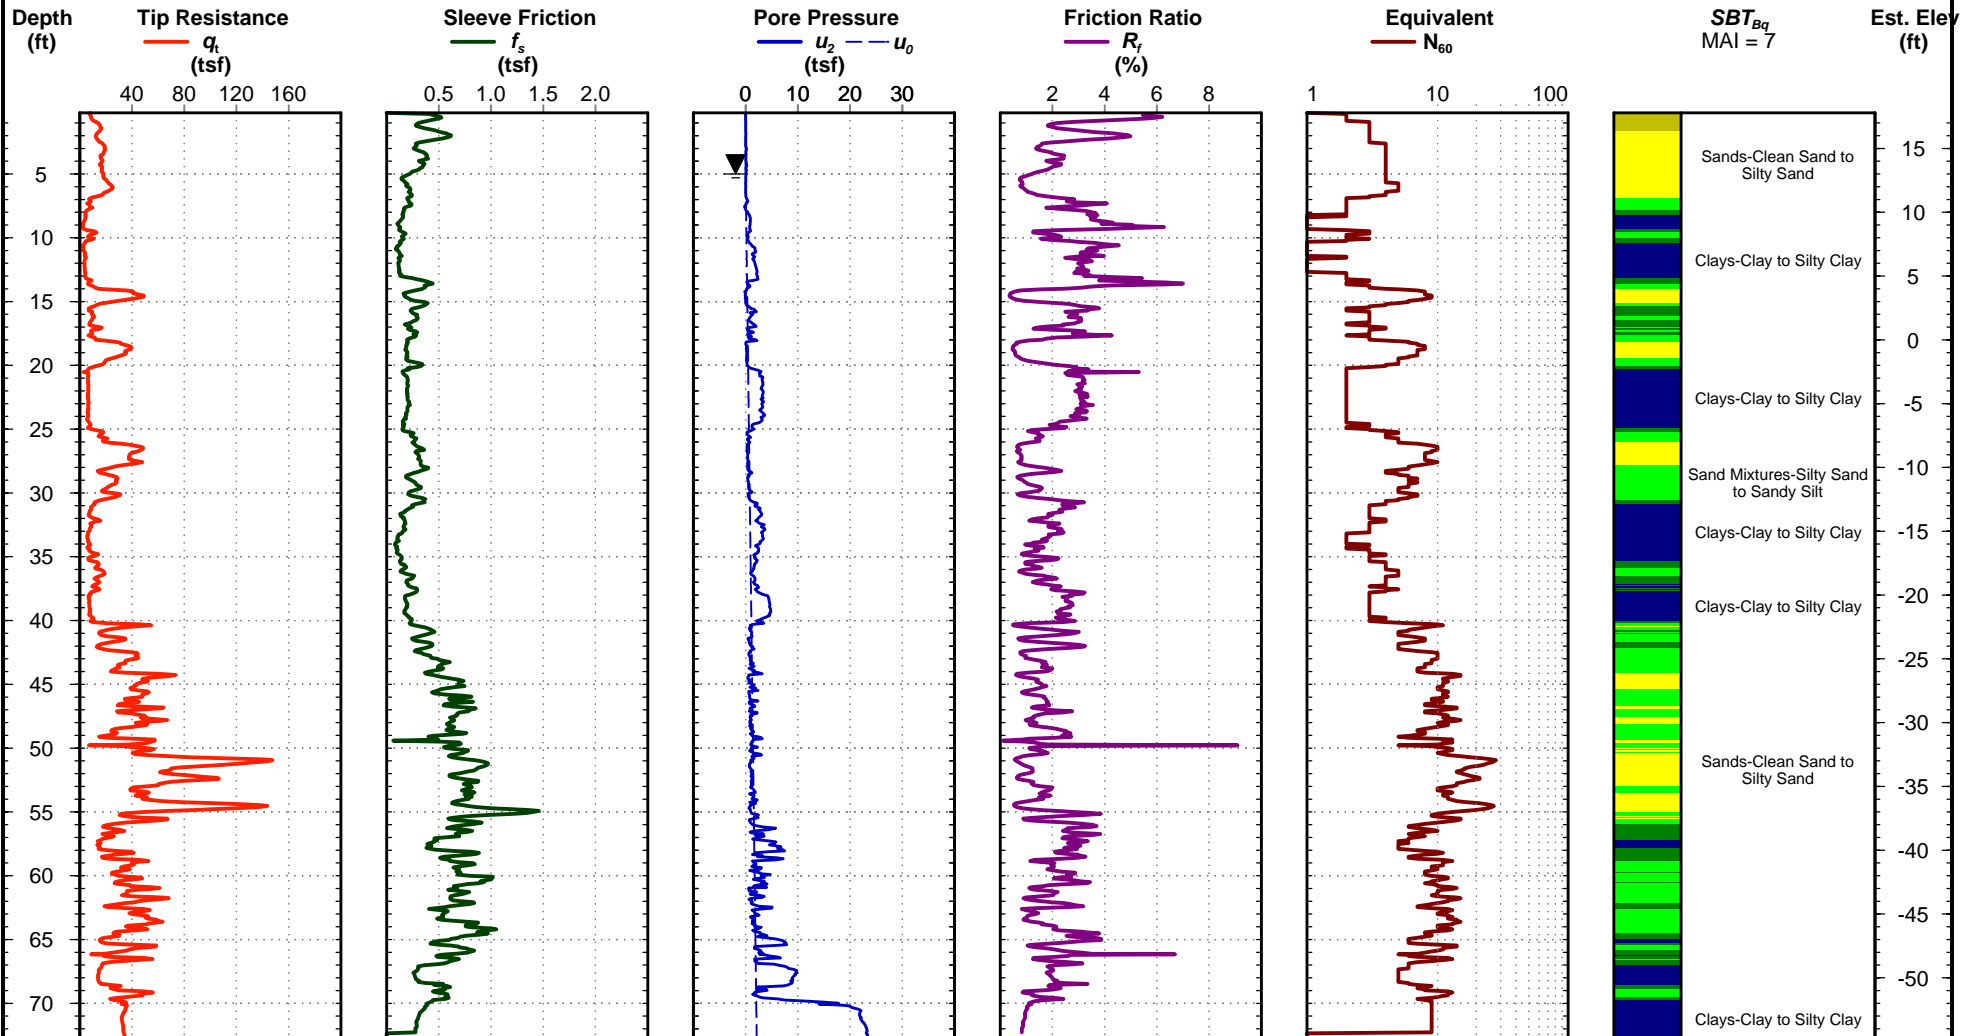 Depth
(ft)
Tip Resistance
qt
(tsf)
Sleeve Friction
fs
(tsf)
Pore Pressure
u2 u0
(tsf)
Friction Ratio
Rf
(%)
Equivalent
N60
SBTBq
MAI = 7
Est. Elev
(ft)
40 80 120 160
0.5 1.0 1.5 2.0
0 10 20 30
2 4 6 8
1 10 100
5
10
15
20
25
30
35
40
45
50
55
60
65
70
Sands-Clean Sand to
Silty Sand
Clays-Clay to Silty Clay
Clays-Clay to Silty Clay
Sand Mixtures-Silty Sand
to Sandy Silt
Clays-Clay to Silty Clay
Clays-Clay to Silty Clay
Sands-Clean Sand to
Silty Sand
Clays-Clay to Silty Clay
15
10
5
0
-5
-10
-15
-20
-25
-30
-35
-40
-45
-50